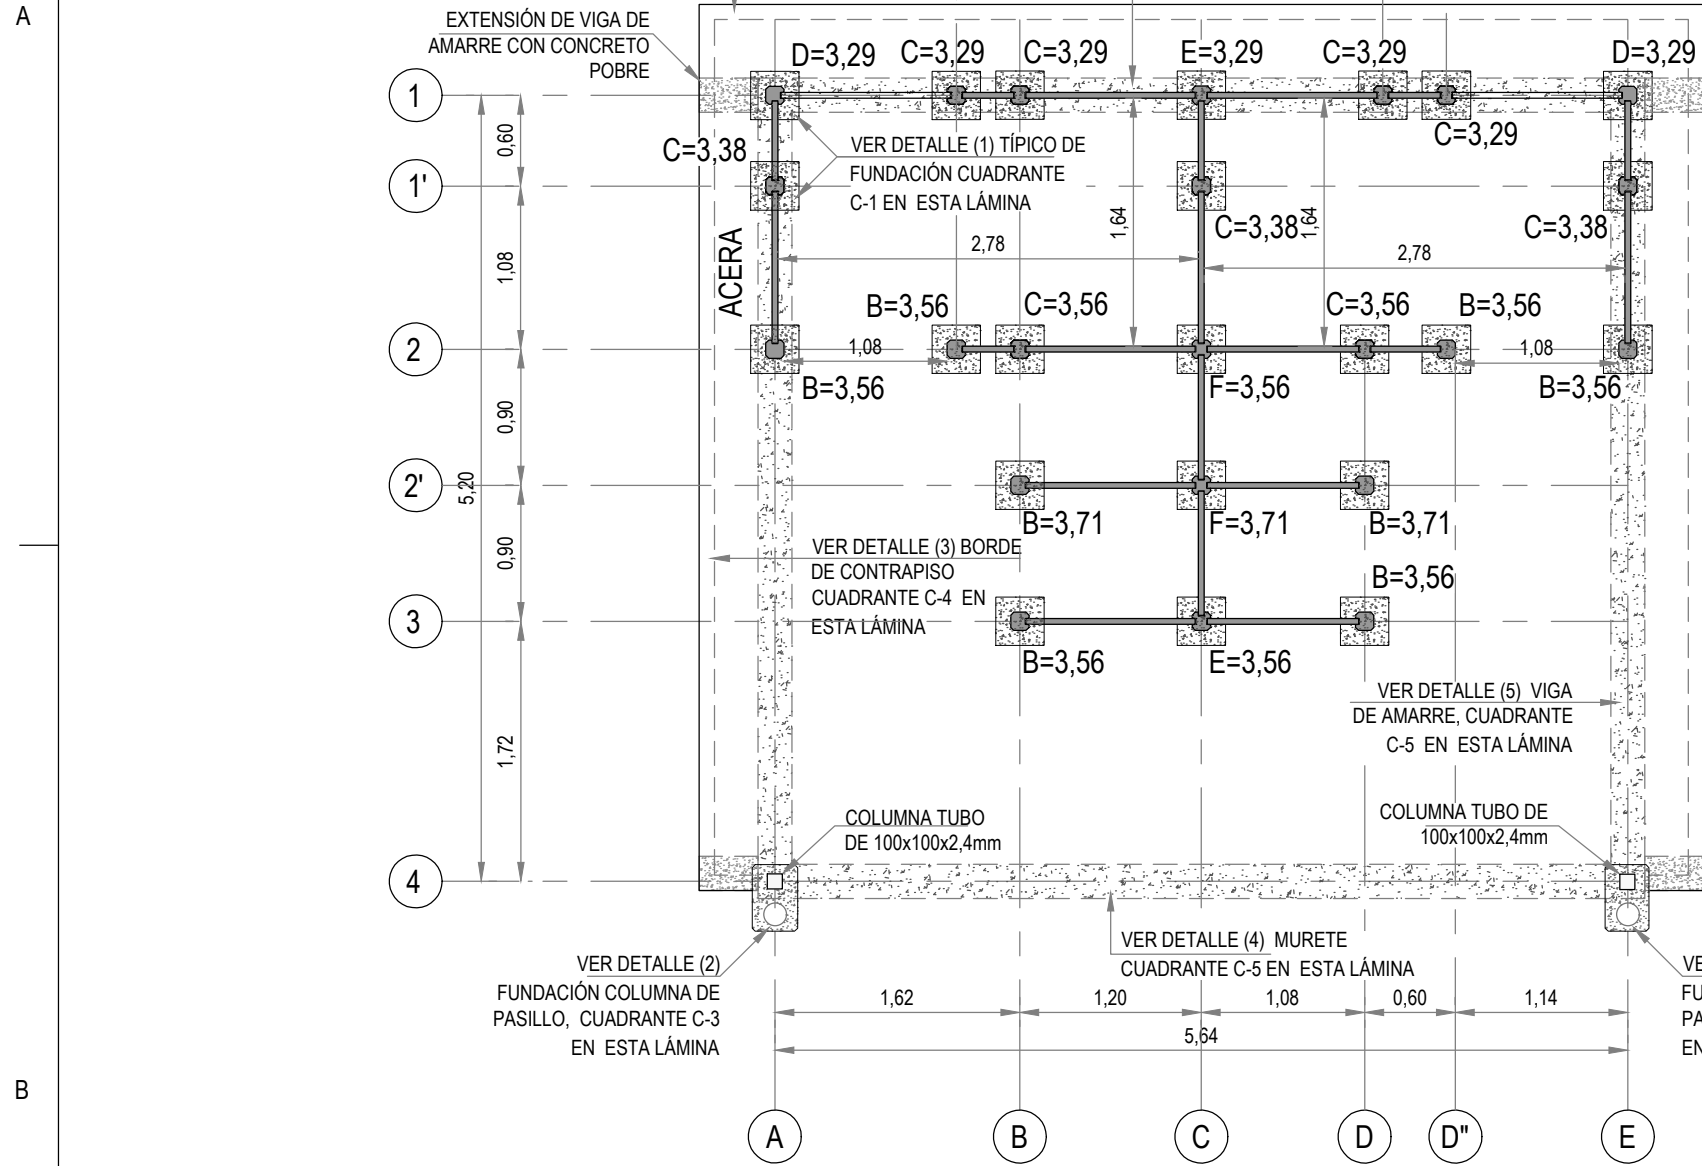 A
EXTENSIÓN DE VIGA DE
AMARRE CON CONCRETO
POBRE
D=3,29
C=3,29
C=3,29
E=3,29
C=3,29
D=3,29
1
C=3,29
0,60
C=3,38
VER DETALLE (1) TÍPICO DE
FUNDACIÓN CUADRANTE
C-1 EN ESTA LÁMINA
1'
1,64
C=3,38
1,64
C=3,38
ACERA
2,78
2,78
1,08
B=3,56
C=3,56
C=3,56
B=3,56
2
1,08
1,08
B=3,56
F=3,56
B=3,56
0,90
5,20
2'
B=3,71
F=3,71
B=3,71
0,90
VER DETALLE (3) BORDE
DE CONTRAPISO
CUADRANTE C-4 EN
ESTA LÁMINA
B=3,56
3
B=3,56
E=3,56
VER DETALLE (5) VIGA
DE AMARRE, CUADRANTE
C-5 EN ESTA LÁMINA
1,72
COLUMNA TUBO
DE 100x100x2,4mm
COLUMNA TUBO DE
100x100x2,4mm
4
VER DETALLE (4) MURETE
CUADRANTE C-5 EN ESTA LÁMINA
VER DETALLE (2)
FUNDACIÓN COLUMNA DE
PASILLO, CUADRANTE C-3
EN ESTA LÁMINA
VE
FU
PA
EN
1,62
1,20
1,08
0,60
1,14
5,64
B
A
B
C
D
D"
E